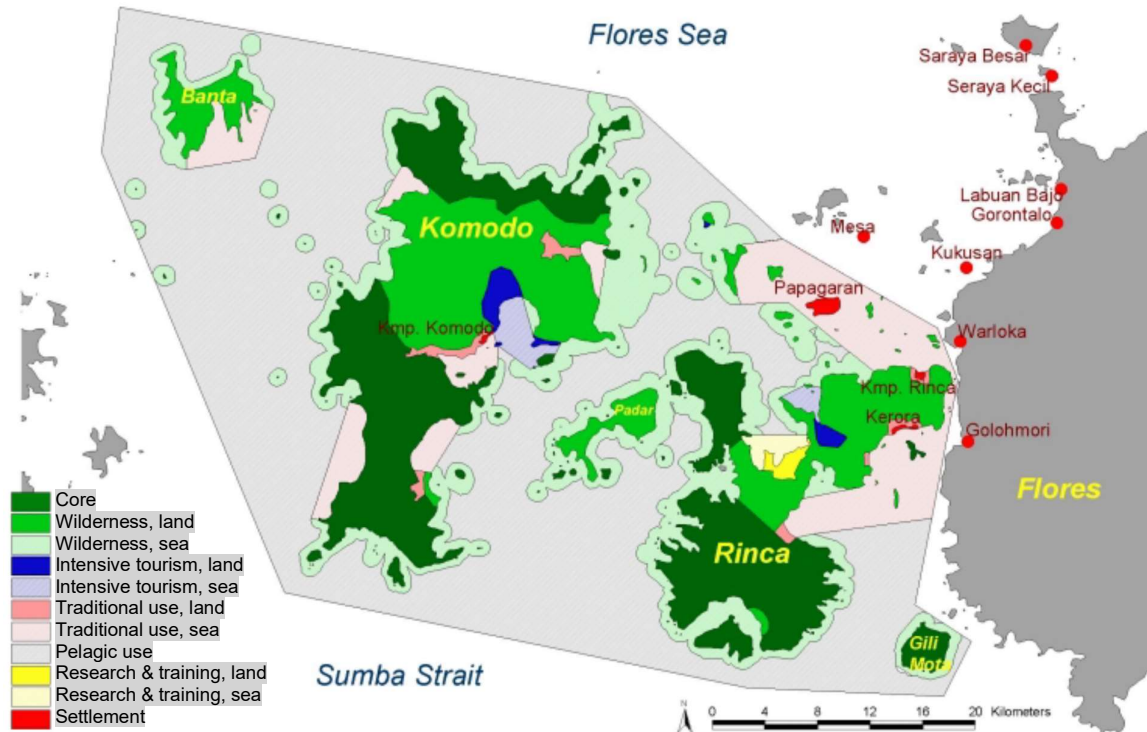 Flores Sea
Saraya Besar
Seraya Kecil
Banta
Labuan Bajo
Gorontalo
Komodo
Mesa
Kukusan
Papagaran
Kmp. Komodo
Warloka
Kmp. Rinca
Padar
Kerora
Golohmori
Flores
Rinca
Gili
Mota
Sumba Strait
Core
Wilderness, land
Wilderness, sea
Intensive tourism, land
Intensive tourism, sea
Traditional use, land
Traditional use, sea
Pelagic use
Research & training, land
Research & training, sea
Settlement
N
0 4 8 12 16 20 Kilometers